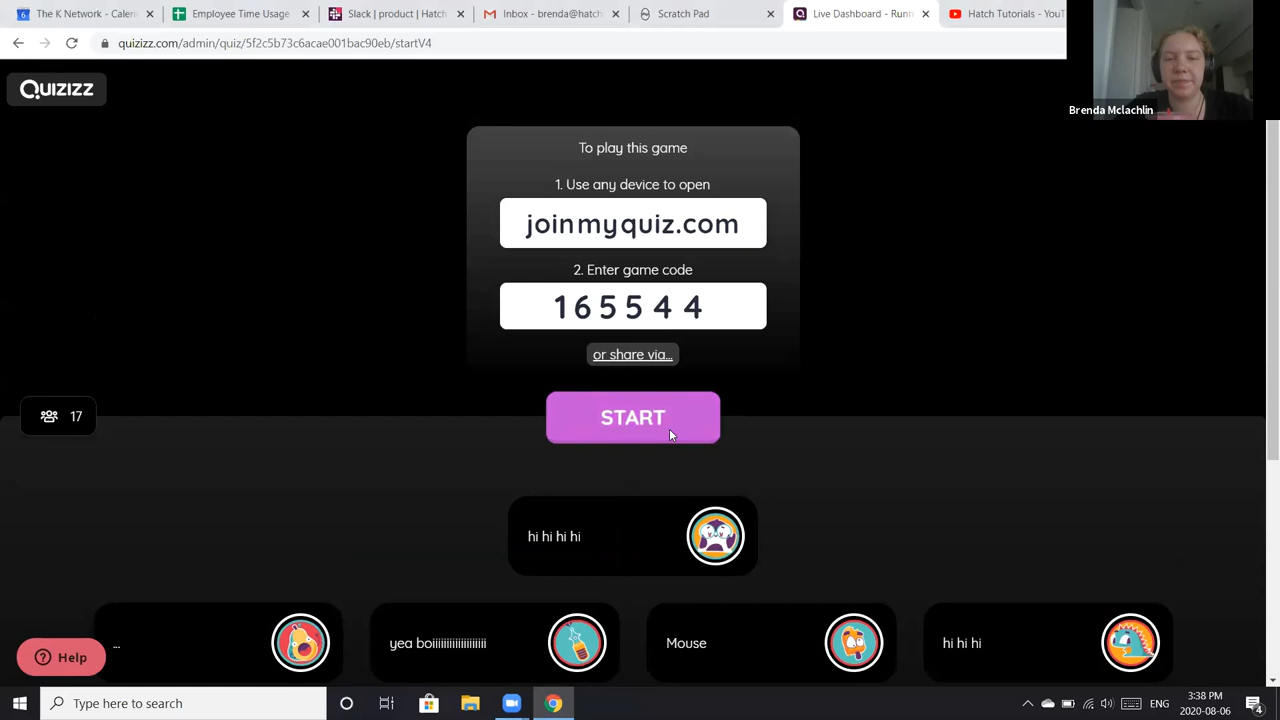 The K Network - Calen
Employee Time Usage
Slack | product | Hatch
Inbox - brenda@hatch
Scratch Pad
Live Dashboard - Runn
Hatch Tutorials - YouT
quizizz.com/admin/quiz/5f2c5b73c6acae001bac90eb/startV4
QUIZIZZ
Brenda Mclachlin
To play this game
1. Use any device to open
joinmyquiz.com
2. Enter game code
165544
or share via...
17
START
hi hi hi hi
...
yea boiiiiiiiiiiiiiiiiiii
Mouse
hi hi hi
Help
Type here to search
ENG
3:38 PM
2020-08-06
4